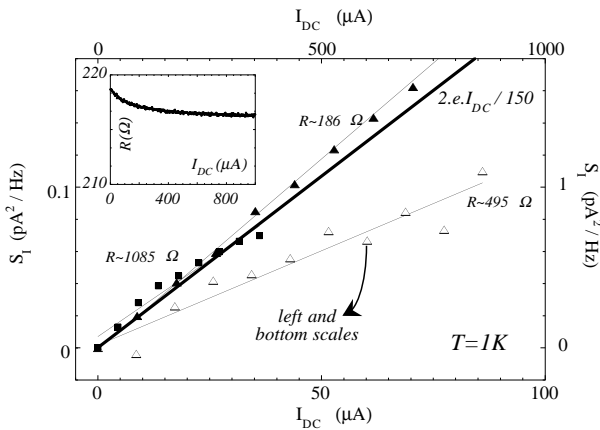 I_DC (μA)
0 500 1000
220
R(Ω)
I_DC (μA)
270
0 400 800
R~186 Ω
2.e.I_DC / 150
R~1085 Ω
R~495 Ω
left and
bottom scales
T=1K
0.1
0
S_I (pA² / Hz)
1
0
S_I (pA² / Hz)
0 50 100
I_DC (μA)